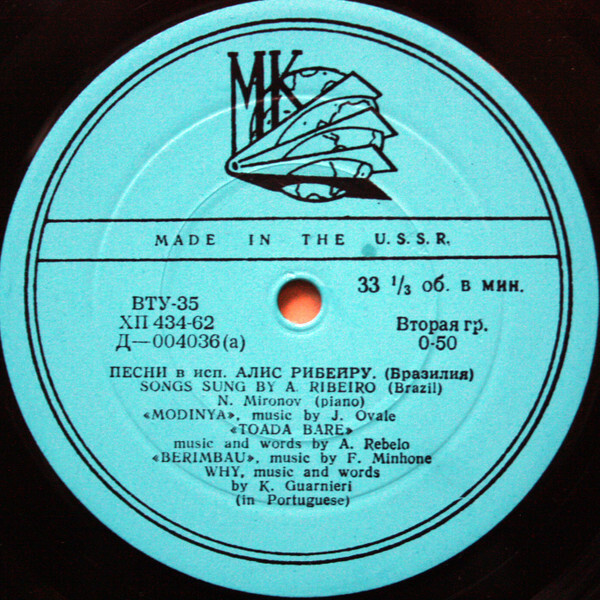 МК
MADE IN THE U.S.S.R.
33 1/3 об. в мин.
ВТУ-35
ХП 434-62
Д—004036(а)
Вторая гр.
0-50
ПЕСНИ в исп. АЛИС РИБЕЙРУ. (Бразилия)
SONGS SUNG BY A. RIBEIRO (Brazil)
N. Mironov (piano)
«MODINYA», music by J. Ovale
«TOADA BARE»
music and words by A. Rebelo
«BERIMBAU», music by F. Minhone
WHY, music and words
by K. Guarnieri
(in Portuguese)